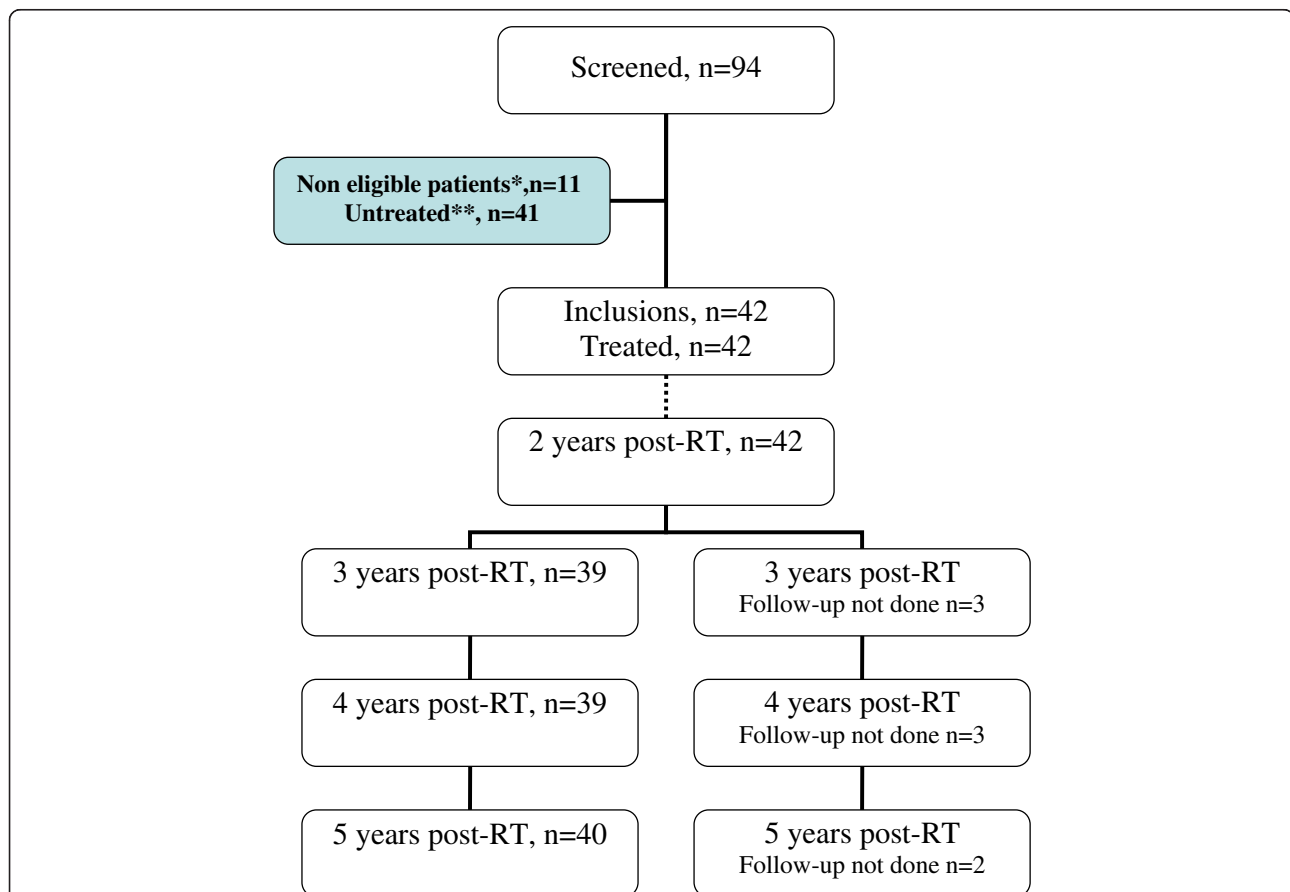 Screened, n=94
Non eligible patients*,n=11
Untreated**, n=41
Inclusions, n=42
Treated, n=42
2 years post-RT, n=42
3 years post-RT, n=39
3 years post-RT
Follow-up not done n=3
4 years post-RT, n=39
4 years post-RT
Follow-up not done n=3
5 years post-RT, n=40
5 years post-RT
Follow-up not done n=2